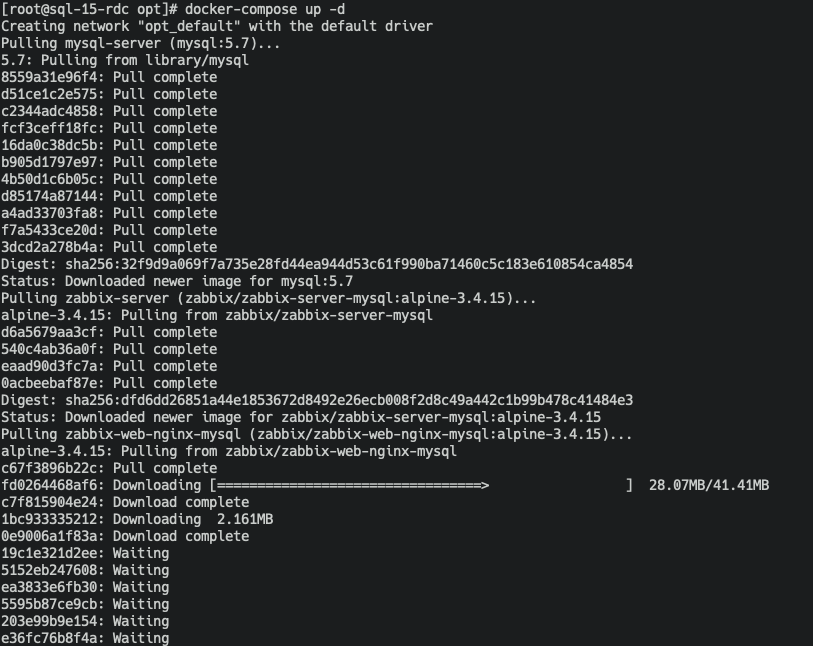 [root@sql-15-rdc opt]# docker-compose up -d
Creating network "opt_default" with the default driver
Pulling mysql-server (mysql:5.7)...
5.7: Pulling from library/mysql
8559a31e96f4: Pull complete
d51ce1c2e575: Pull complete
c2344adc4858: Pull complete
fcf3ceff18fc: Pull complete
16da0c38dc5b: Pull complete
b905d1797e97: Pull complete
4b50d1c6b05c: Pull complete
d85174a87144: Pull complete
a4ad33703fa8: Pull complete
f7a5433ce20d: Pull complete
3dcd2a278b4a: Pull complete
Digest: sha256:32f9d9a069f7a735e28fd44ea944d53c61f990ba71460c5c183e610854ca4854
Status: Downloaded newer image for mysql:5.7
Pulling zabbix-server (zabbix/zabbix-server-mysql:alpine-3.4.15)...
alpine-3.4.15: Pulling from zabbix/zabbix-server-mysql
d6a5679aa3cf: Pull complete
540c4ab36a0f: Pull complete
eaad90d3fc7a: Pull complete
0acbeebaf87e: Pull complete
Digest: sha256:dfd6dd26851a44e1853672d8492e26ecb008f2d8c49a442c1b99b478c41484e3
Status: Downloaded newer image for zabbix/zabbix-server-mysql:alpine-3.4.15
Pulling zabbix-web-nginx-mysql (zabbix/zabbix-web-nginx-mysql:alpine-3.4.15)...
alpine-3.4.15: Pulling from zabbix/zabbix-web-nginx-mysql
c67f3896b22c: Pull complete
fd0264468af6: Downloading [=================================>                 ]  28.07MB/41.41MB
c7f815904e24: Download complete
1bc933335212: Downloading  2.161MB
0e9006a1f83a: Download complete
19c1e321d2ee: Waiting
5152eb247608: Waiting
ea3833e6fb30: Waiting
5595b87ce9cb: Waiting
203e99b9e154: Waiting
e36fc76b8f4a: Waiting